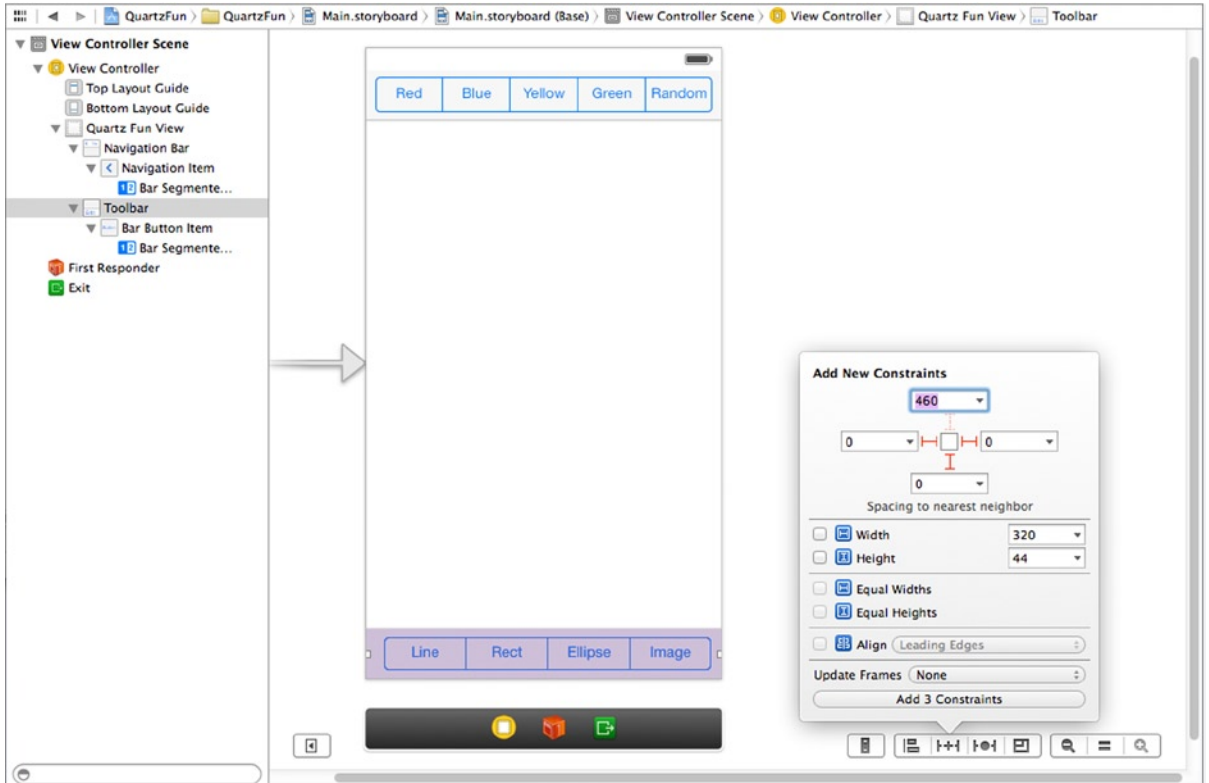 QuartzFun QuartzFun Main.storyboard Main.storyboard (Base) View Controller Scene View Controller Quartz Fun View Toolbar
View Controller Scene
View Controller
Top Layout Guide
Bottom Layout Guide
Quartz Fun View
Navigation Bar
Navigation Item
Bar Segmente...
Toolbar
Bar Button Item
Bar Segmente...
First Responder
Exit
Red Blue Yellow Green Random
Line Rect Ellipse Image
Add New Constraints
460
0 0
0
Spacing to nearest neighbor
Width 320
Height 44
Equal Widths
Equal Heights
Align Leading Edges
Update Frames None
Add 3 Constraints